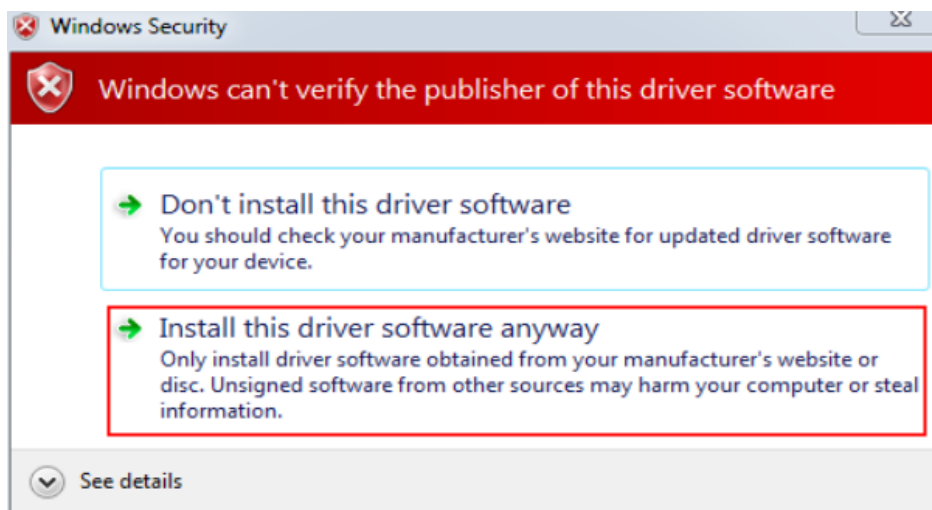 Windows Security
Windows can't verify the publisher of this driver software
Don't install this driver software
You should check your manufacturer's website for updated driver software
for your device.
Install this driver software anyway
Only install driver software obtained from your manufacturer's website or
disc. Unsigned software from other sources may harm your computer or steal
information.
See details